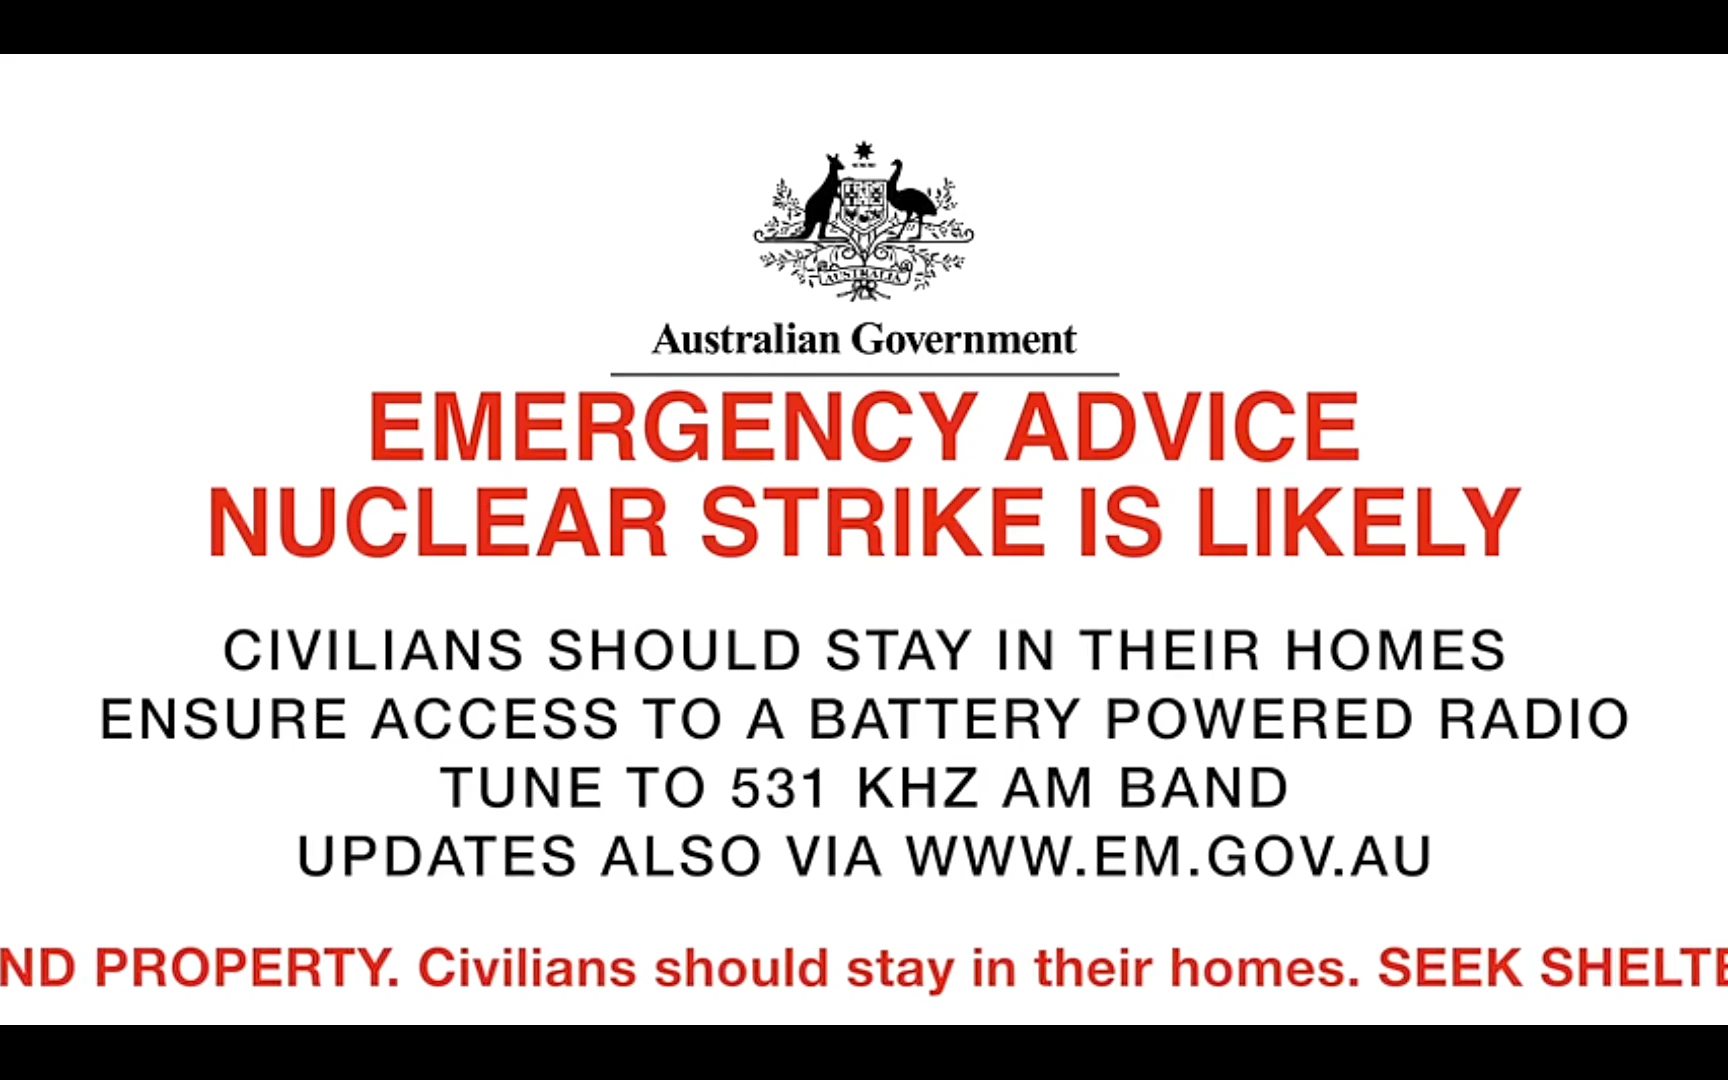 AUSTRALIA
Australian Government
EMERGENCY ADVICE
NUCLEAR STRIKE IS LIKELY
CIVILIANS SHOULD STAY IN THEIR HOMES
ENSURE ACCESS TO A BATTERY POWERED RADIO
TUNE TO 531 KHZ AM BAND
UPDATES ALSO VIA WWW.EM.GOV.AU
ND PROPERTY. Civilians should stay in their homes. SEEK SHELTE